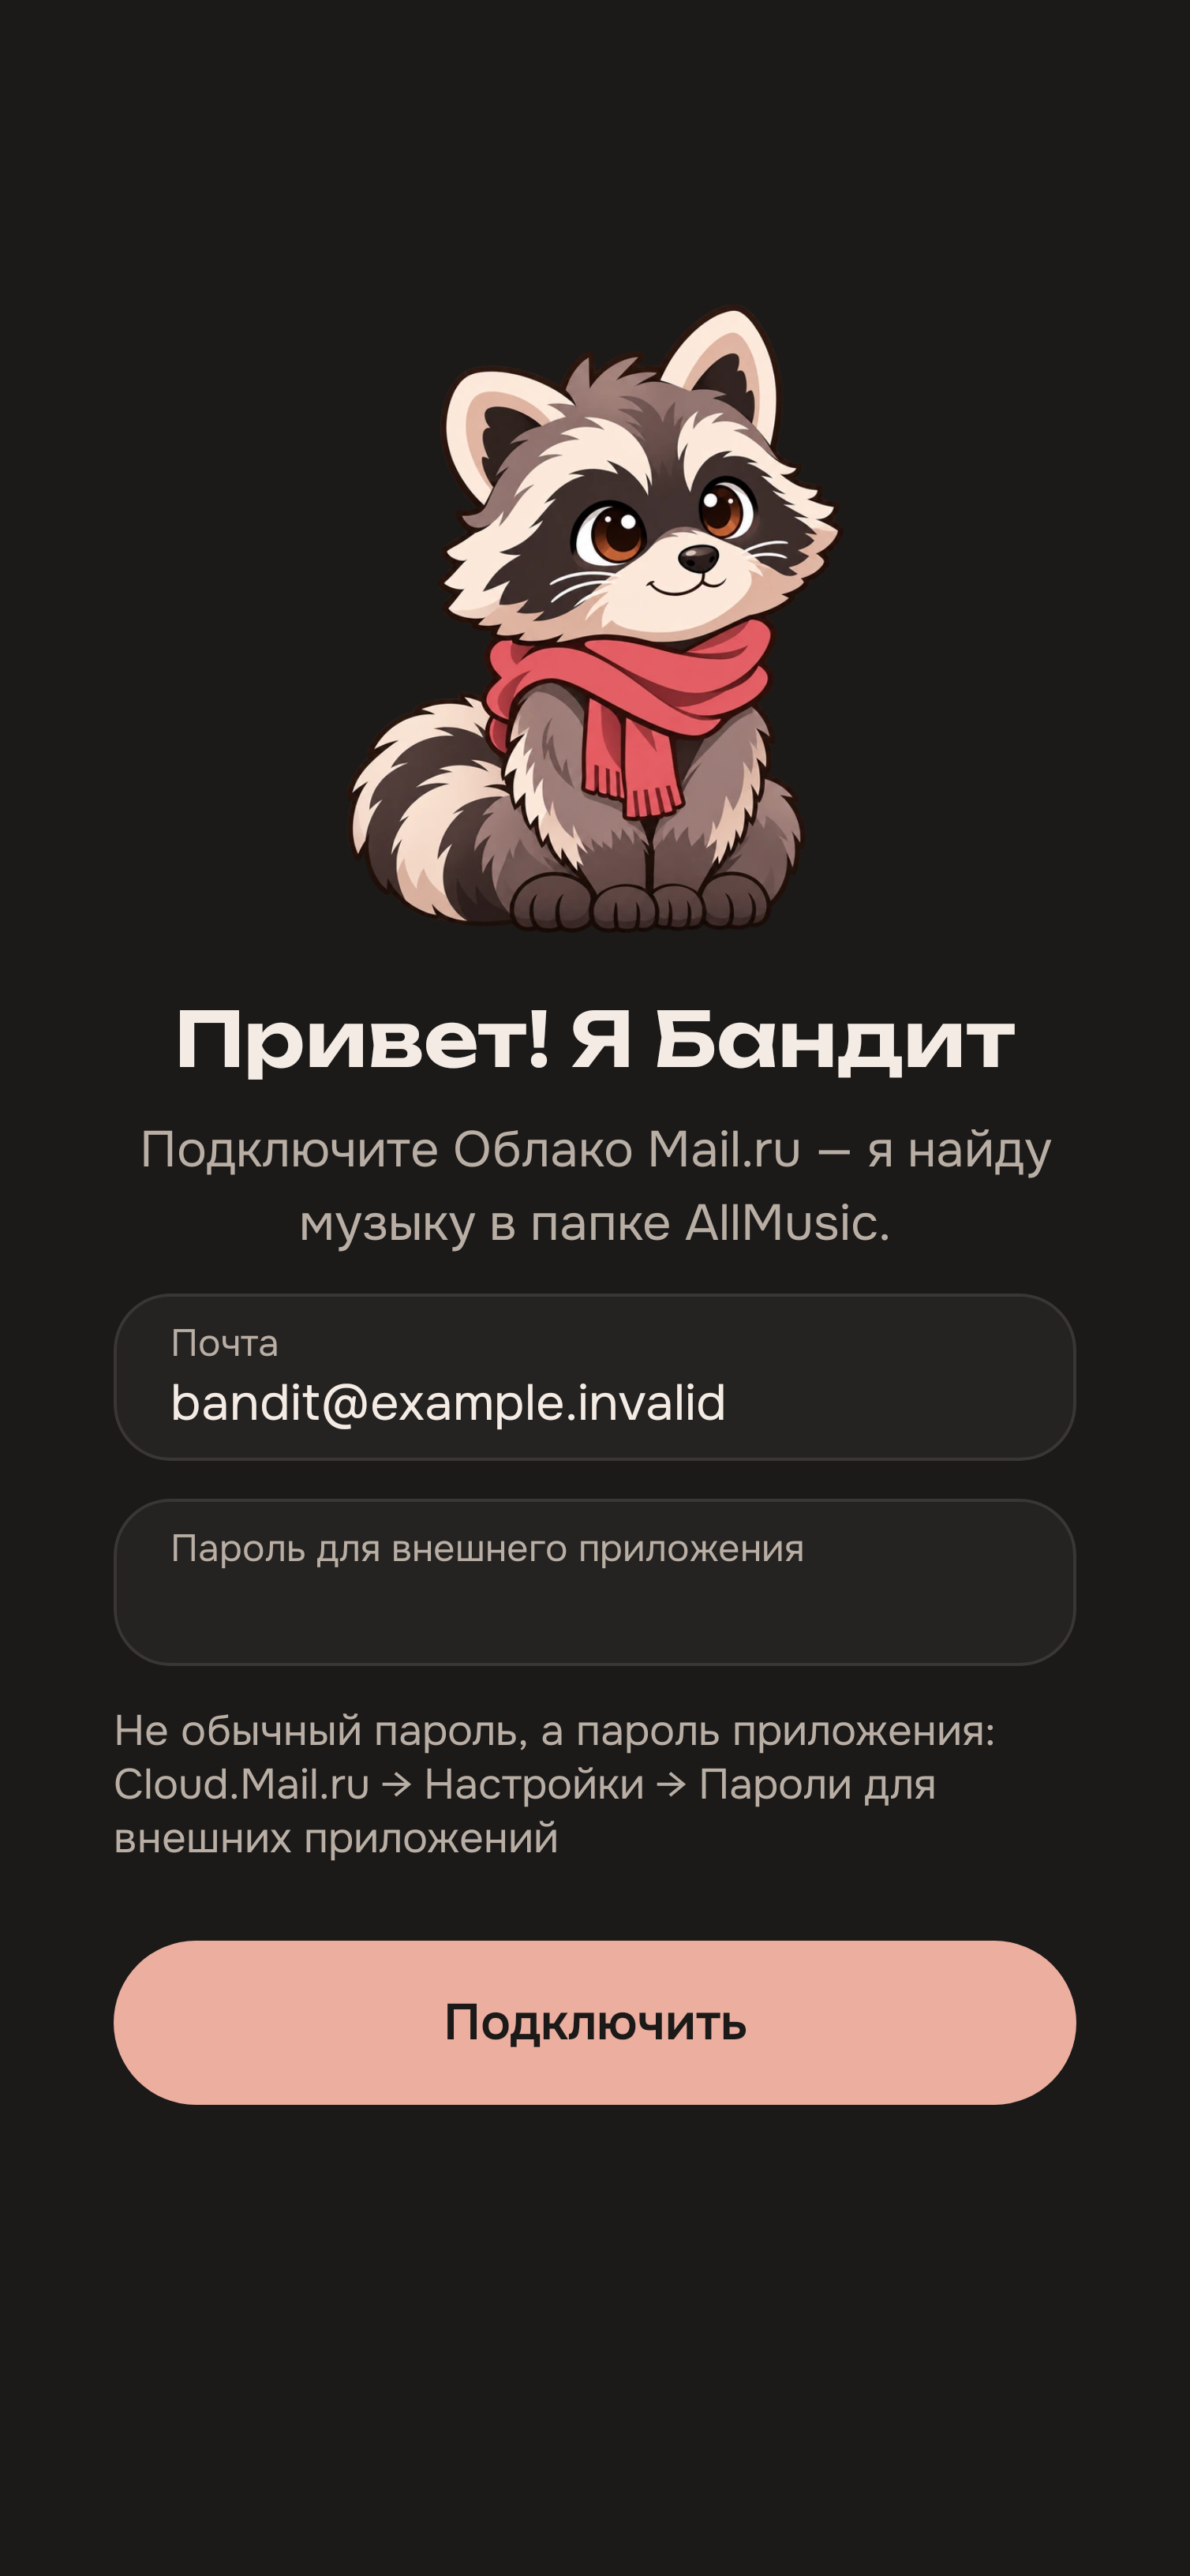 Привет! Я Бандит
Подключите Облако Mail.ru — я найду
музыку в папке AllMusic.
Почта
bandit@example.invalid
Пароль для внешнего приложения
Не обычный пароль, а пароль приложения:
Cloud.Mail.ru → Настройки → Пароли для
внешних приложений
Подключить